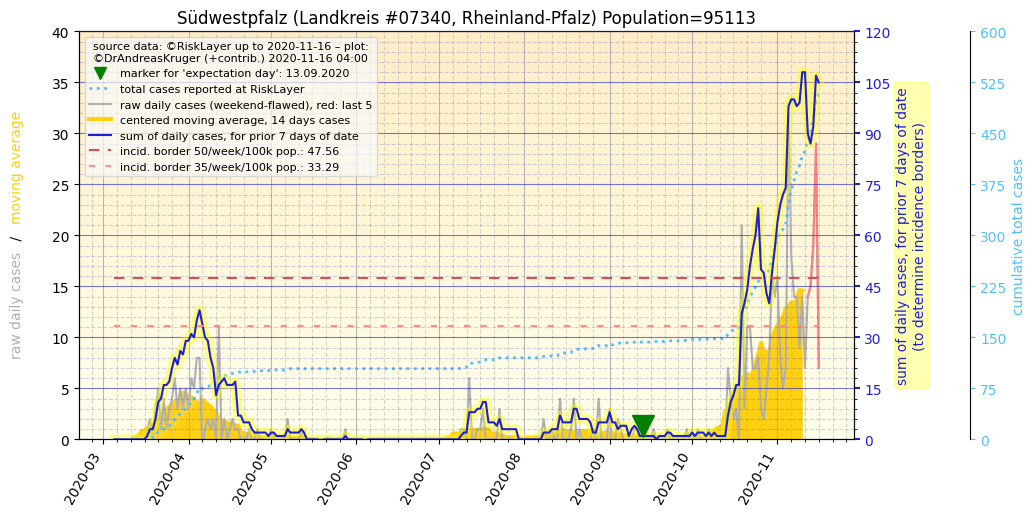 Südwestpfalz (Landkreis #07340, Rheinland-Pfalz) Population=95113
source data: ©RiskLayer up to 2020-11-16 – plot:
©DrAndreasKruger (+contrib.) 2020-11-16 04:00
marker for 'expectation day': 13.09.2020
total cases reported at RiskLayer
raw daily cases (weekend-flawed), red: last 5
centered moving average, 14 days cases
sum of daily cases, for prior 7 days of date
incid. border 50/week/100k pop.: 47.56
incid. border 35/week/100k pop.: 33.29
raw daily cases / moving average
40
35
30
25
20
15
10
5
0
120
105
90
75
60
45
30
15
0
sum of daily cases, for prior 7 days of date
(to determine incidence borders)
600
525
450
375
300
225
150
75
0
cumulative total cases
2020-03
2020-04
2020-05
2020-06
2020-07
2020-08
2020-09
2020-10
2020-11